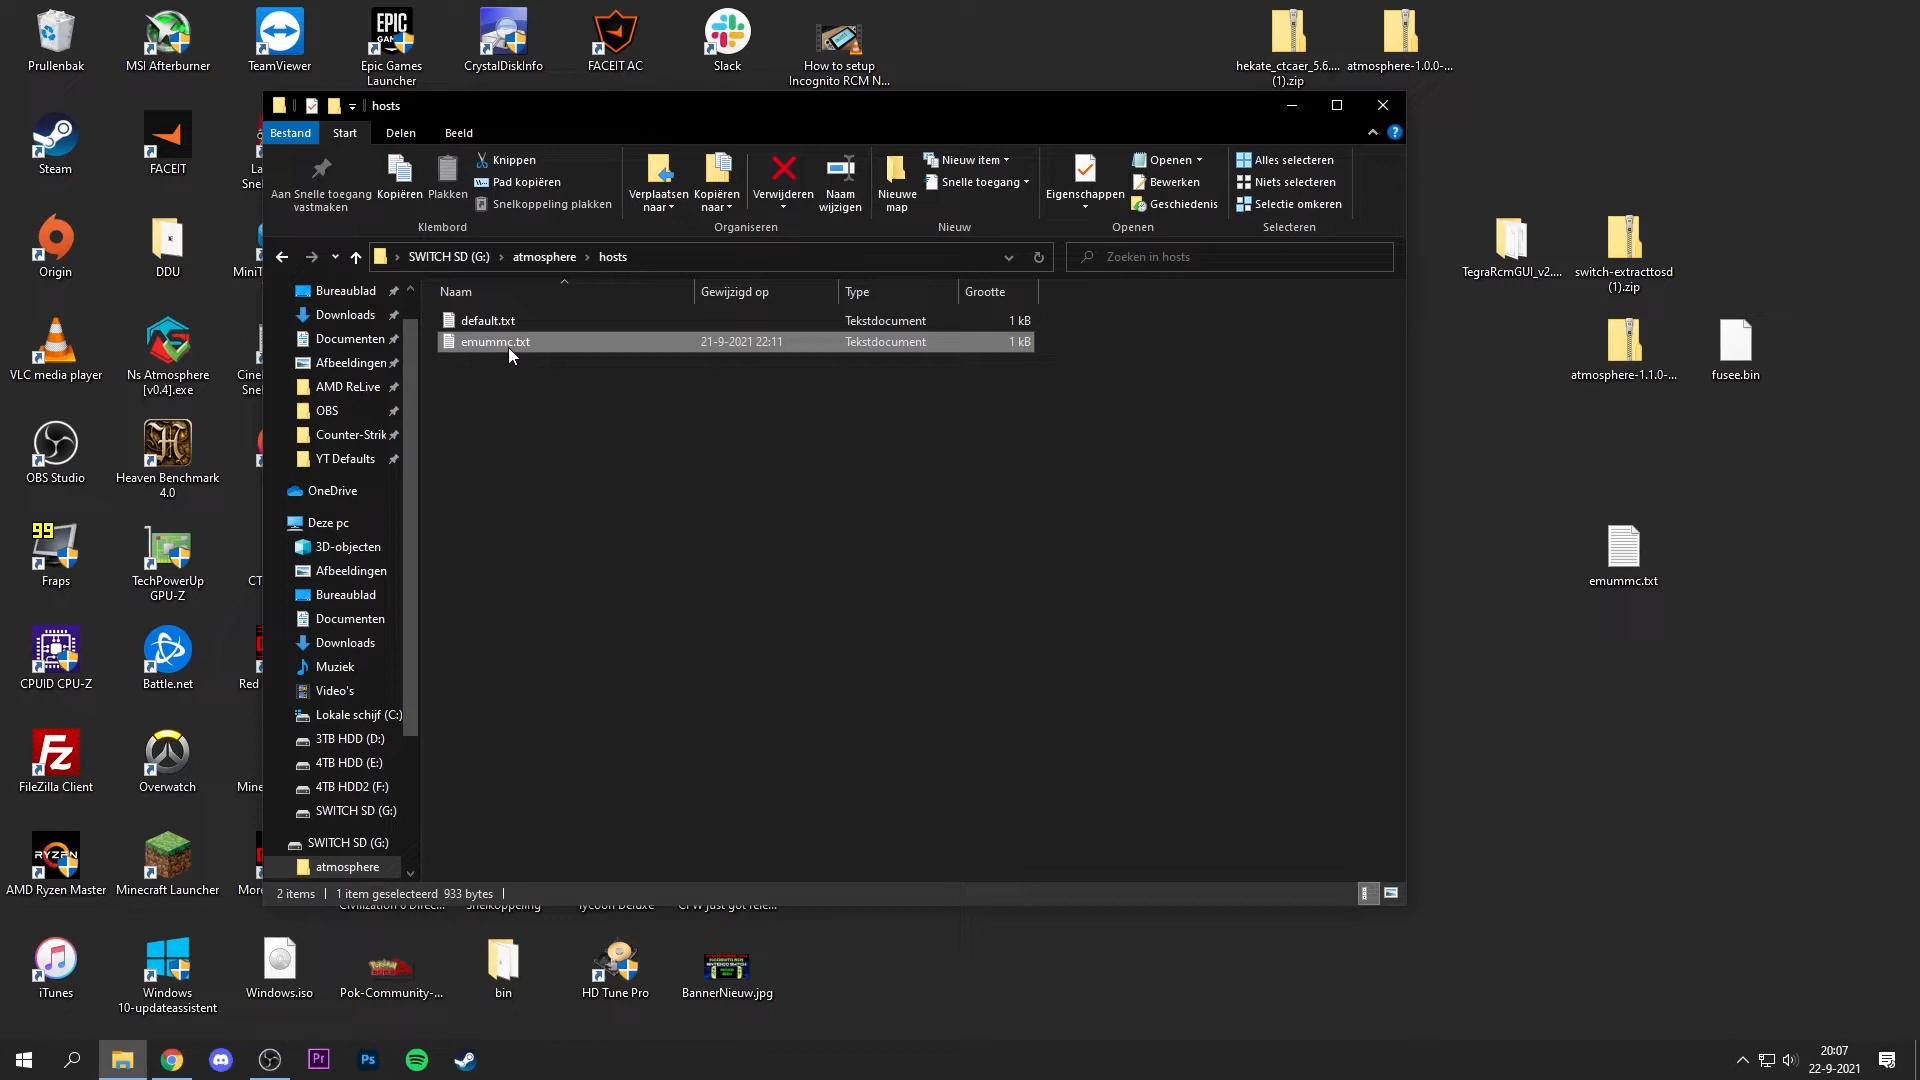 Prullenbak
MSI Afterburner
TeamViewer
Epic Games
Launcher
CrystalDiskInfo
FACEIT AC
Slack
How to setup
Incognito RCM N...
hekate_ctcaer_5.6....
(1).zip
atmosphere-1.0.0-...
hosts
Bestand
Start
Delen
Beeld
Aan Snelle toegang
vastmaken
Kopiëren
Plakken
Knippen
Pad kopiëren
Snelkoppeling plakken
Klembord
Verplaatsen
naar
Kopiëren
naar
Verwijderen
Naam
wijzigen
Organiseren
Nieuwe
map
Nieuw item
Snelle toegang
Nieuw
Eigenschappen
Openen
Bewerken
Geschiedenis
Openen
Alles selecteren
Niets selecteren
Selectie omkeren
Selecteren
SWITCH SD (G:)
atmosphere
hosts
Zoeken in hosts
Naam
Gewijzigd op
Type
Grootte
default.txt
Tekstdocument
1 kB
emummc.txt
21-9-2021 22:11
Tekstdocument
1 kB
Bureaublad
Downloads
Documenten
Afbeeldingen
AMD ReLive
OBS
Counter-Strik
YT Defaults
OneDrive
Deze pc
3D-objecten
Afbeeldingen
Bureaublad
Documenten
Downloads
Muziek
Video's
Lokale schijf (C:)
3TB HDD (D:)
4TB HDD (E:)
4TB HDD2 (F:)
SWITCH SD (G:)
SWITCH SD (G:)
atmosphere
2 items
1 item geselecteerd 933 bytes
Steam
FACEIT
Origin
DDU
VLC media player
Ns Atmosphere
[v0.4].exe
OBS Studio
Heaven Benchmark
4.0
99
Fraps
TechPowerUp
GPU-Z
CPUID CPU-Z
Battle.net
Red
FileZilla Client
Overwatch
Mine
RYZEN
AMD Ryzen Master
Minecraft Launcher
iTunes
Windows
10-updateassistent
Windows.iso
Pok-Community-...
bin
HD Tune Pro
BannerNieuw.jpg
TegraRcmGUI_v2....
switch-extracttosd
(1).zip
atmosphere-1.1.0-...
fusee.bin
emummc.txt
Pr
Ps
20:07
22-9-2021